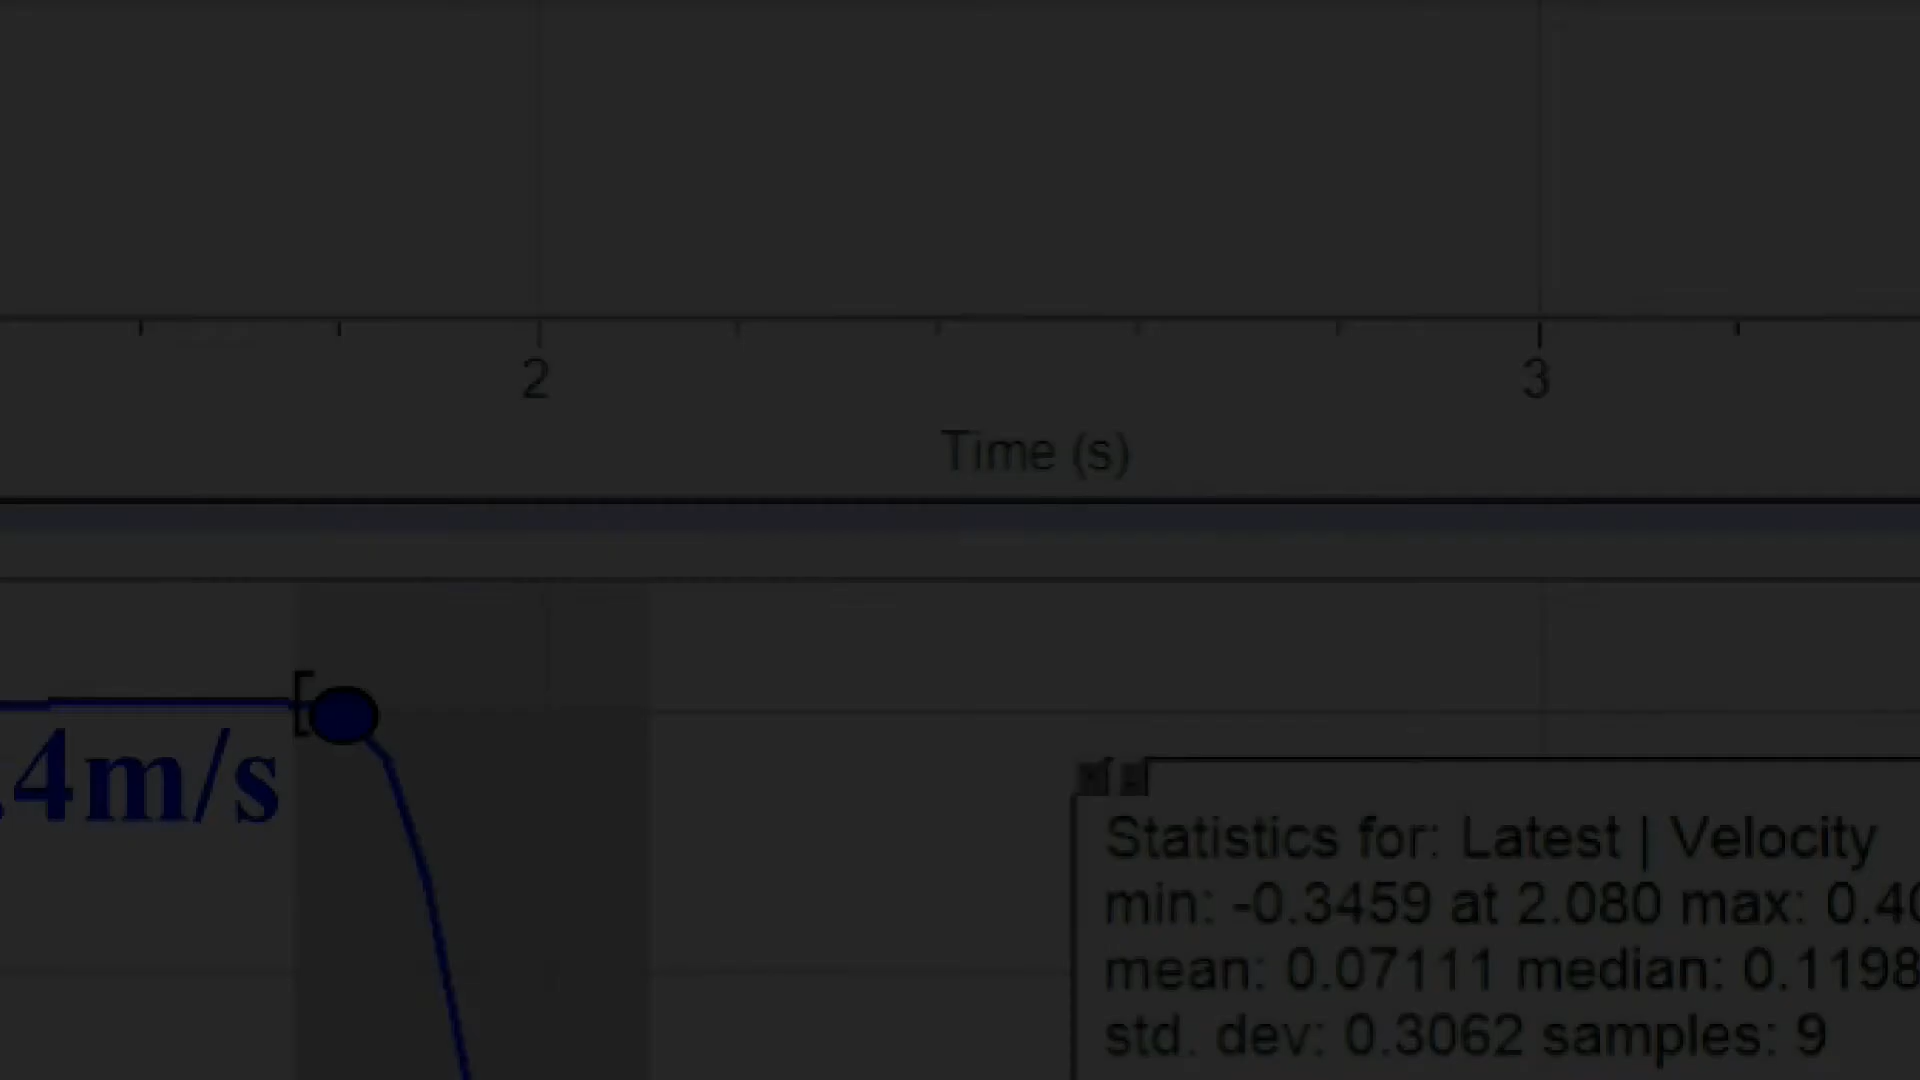 2 3
Time (s)
.4m/s
Statistics for: Latest | Velocity
min: -0.3459 at 2.080 max: 0.40
mean: 0.07111 median: 0.1198
std. dev: 0.3062 samples: 9